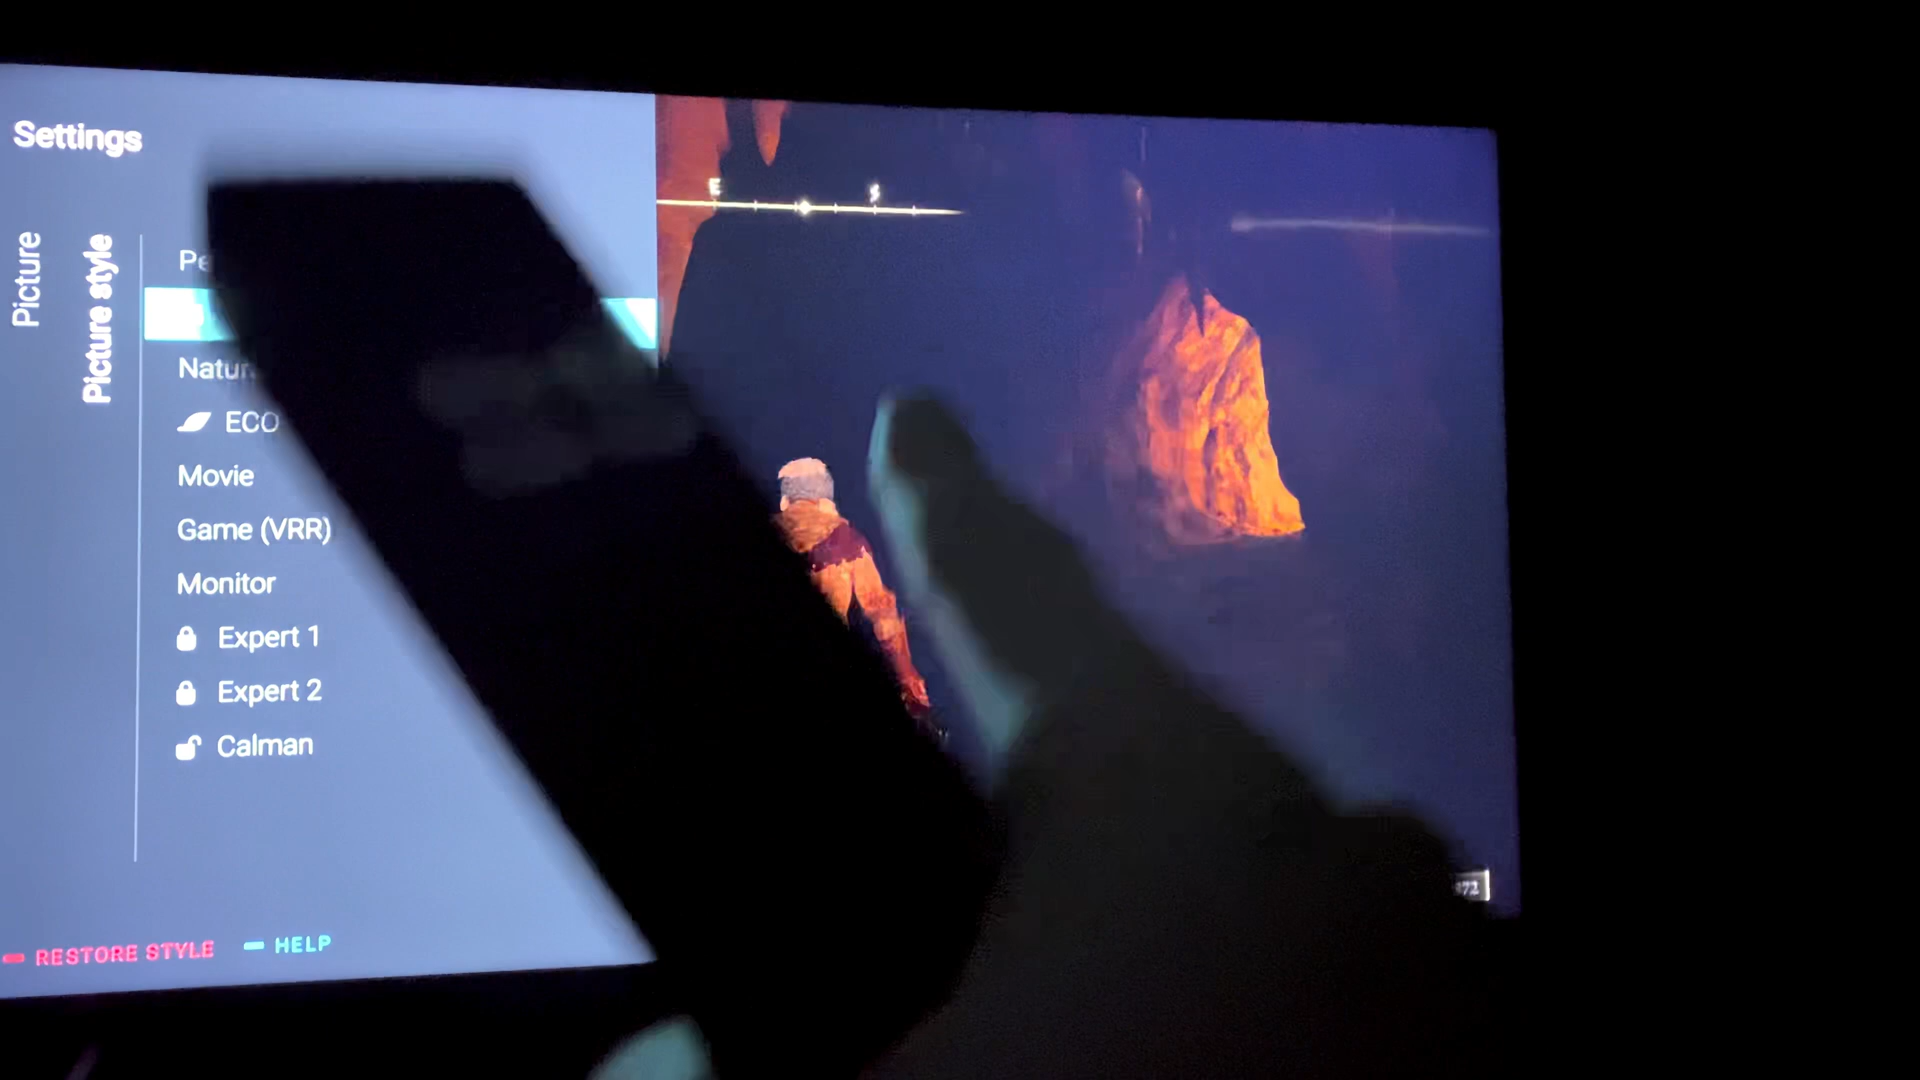 Settings
Picture
Picture style
ECO
Movie
Game (VRR)
Monitor
Expert 1
Expert 2
Calman
RESTORE STYLE
HELP
E
S